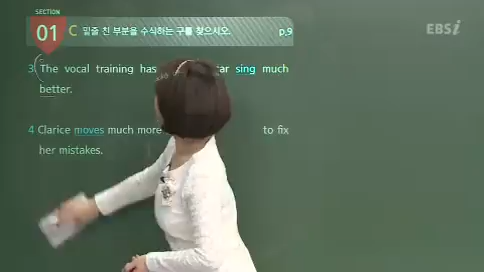 SECTION
01 C 밑줄 친 부분을 수식하는 구를 찾으시오. p.9
EBSi
3 The vocal training has ar sing much
better.
4 Clarice moves much more to fix
her mistakes.